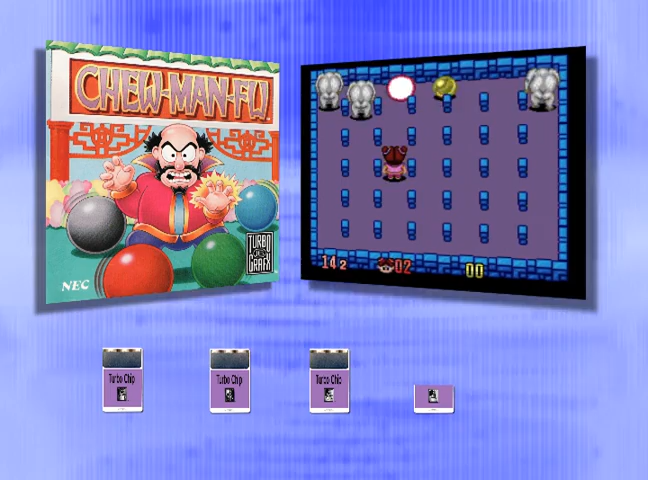 CHEW-MAN-FU
TURBO
GRAFX
NEC
14 2
02
00
Turbo Chip
Turbo Chip
Turbo Chip